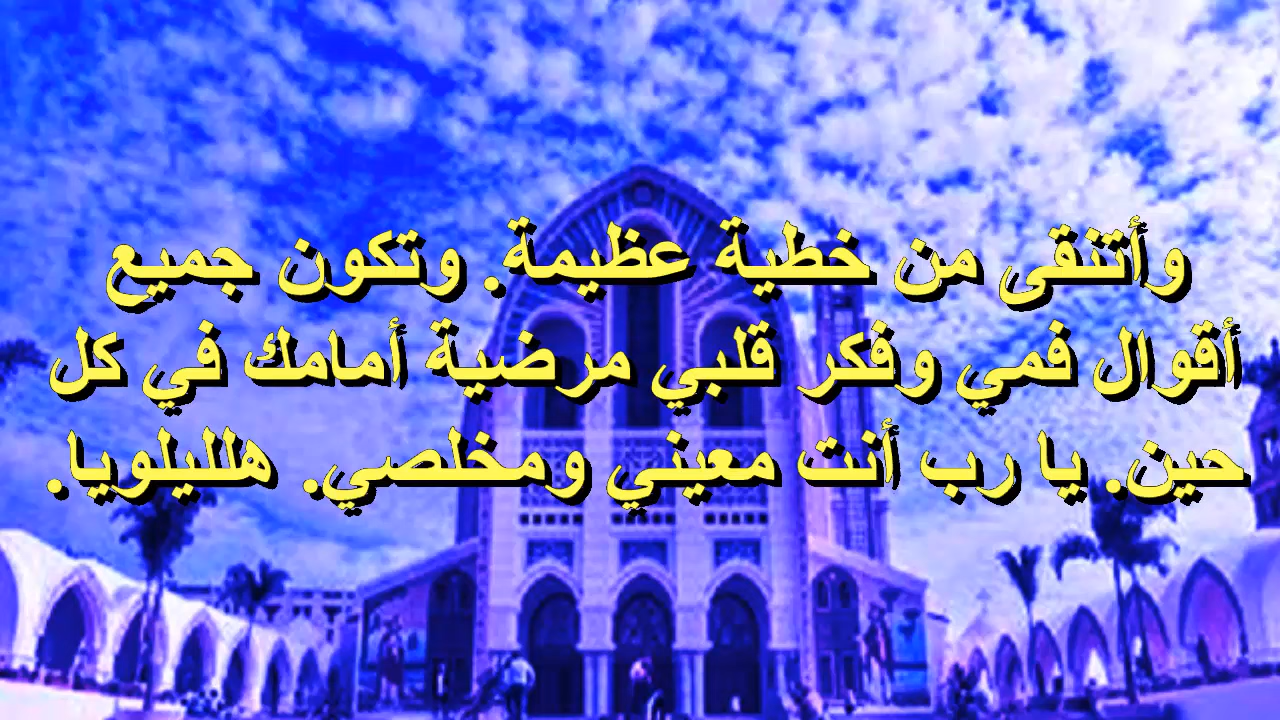 وأتنقى من خطية عظيمة. وتكون جميع
أقوال فمي وفكر قلبي مرضية أمامك في كل
حين. يا رب أنت معيني ومخلصي. هلليلويا.